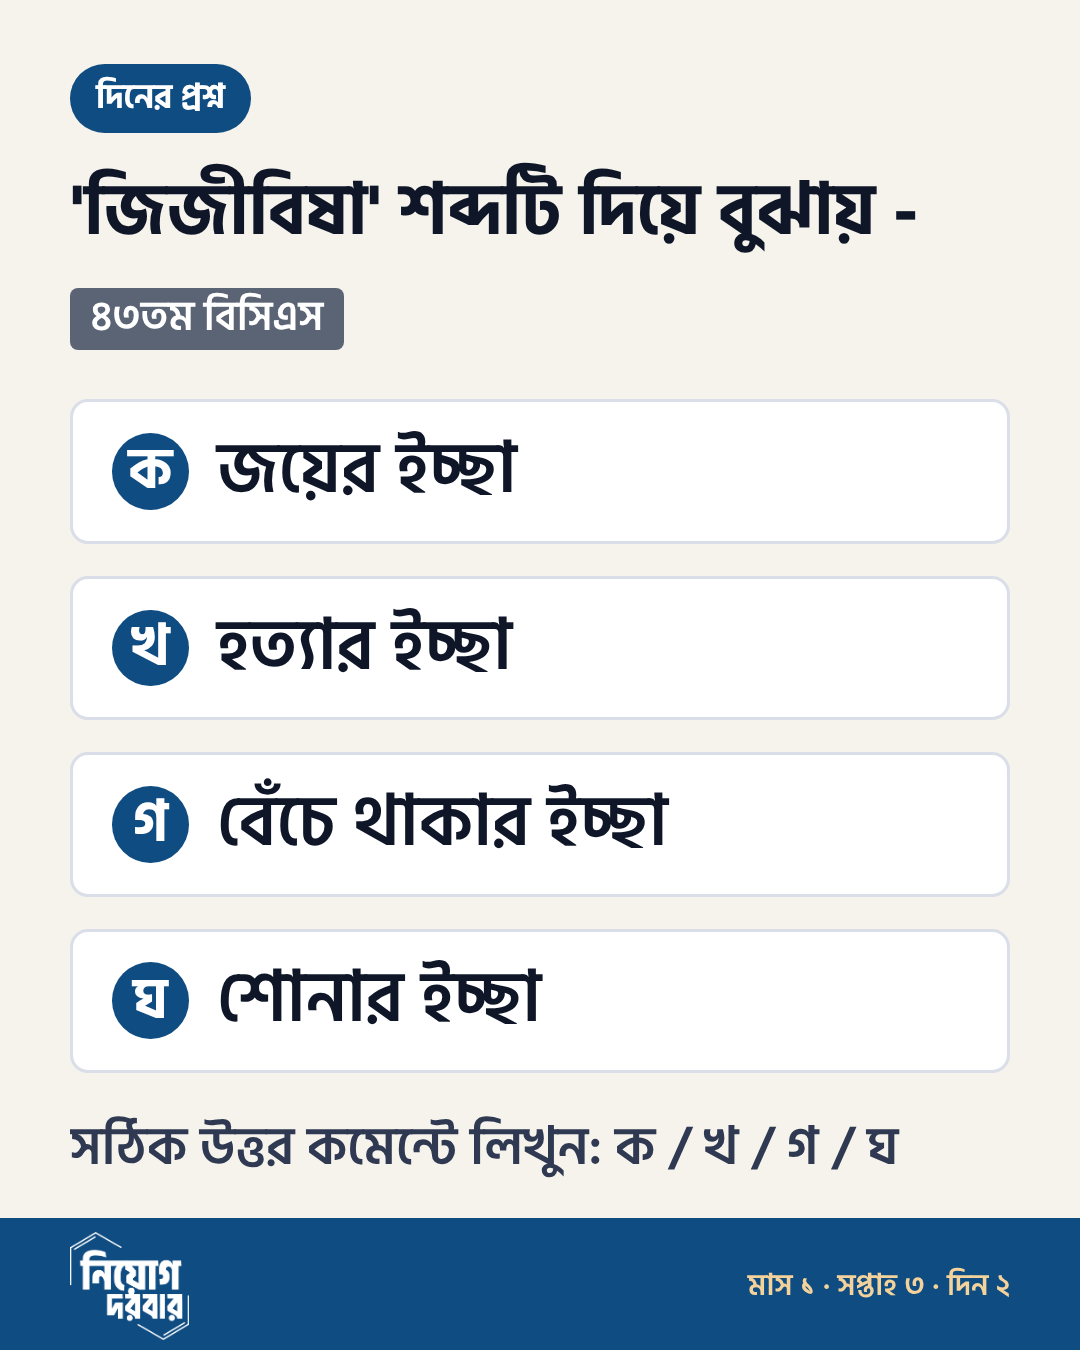 দিনের প্রশ্ন
'জিজীবিষা' শব্দটি দিয়ে বুঝায় -
৪৩তম বিসিএস
ক জয়ের ইচ্ছা
খ হত্যার ইচ্ছা
গ বেঁচে থাকার ইচ্ছা
ঘ শোনার ইচ্ছা
সঠিক উত্তর কমেন্টে লিখুন: ক / খ / গ / ঘ
নিয়োগ
দরবার
মাস ১ · সপ্তাহ ৩ · দিন ২